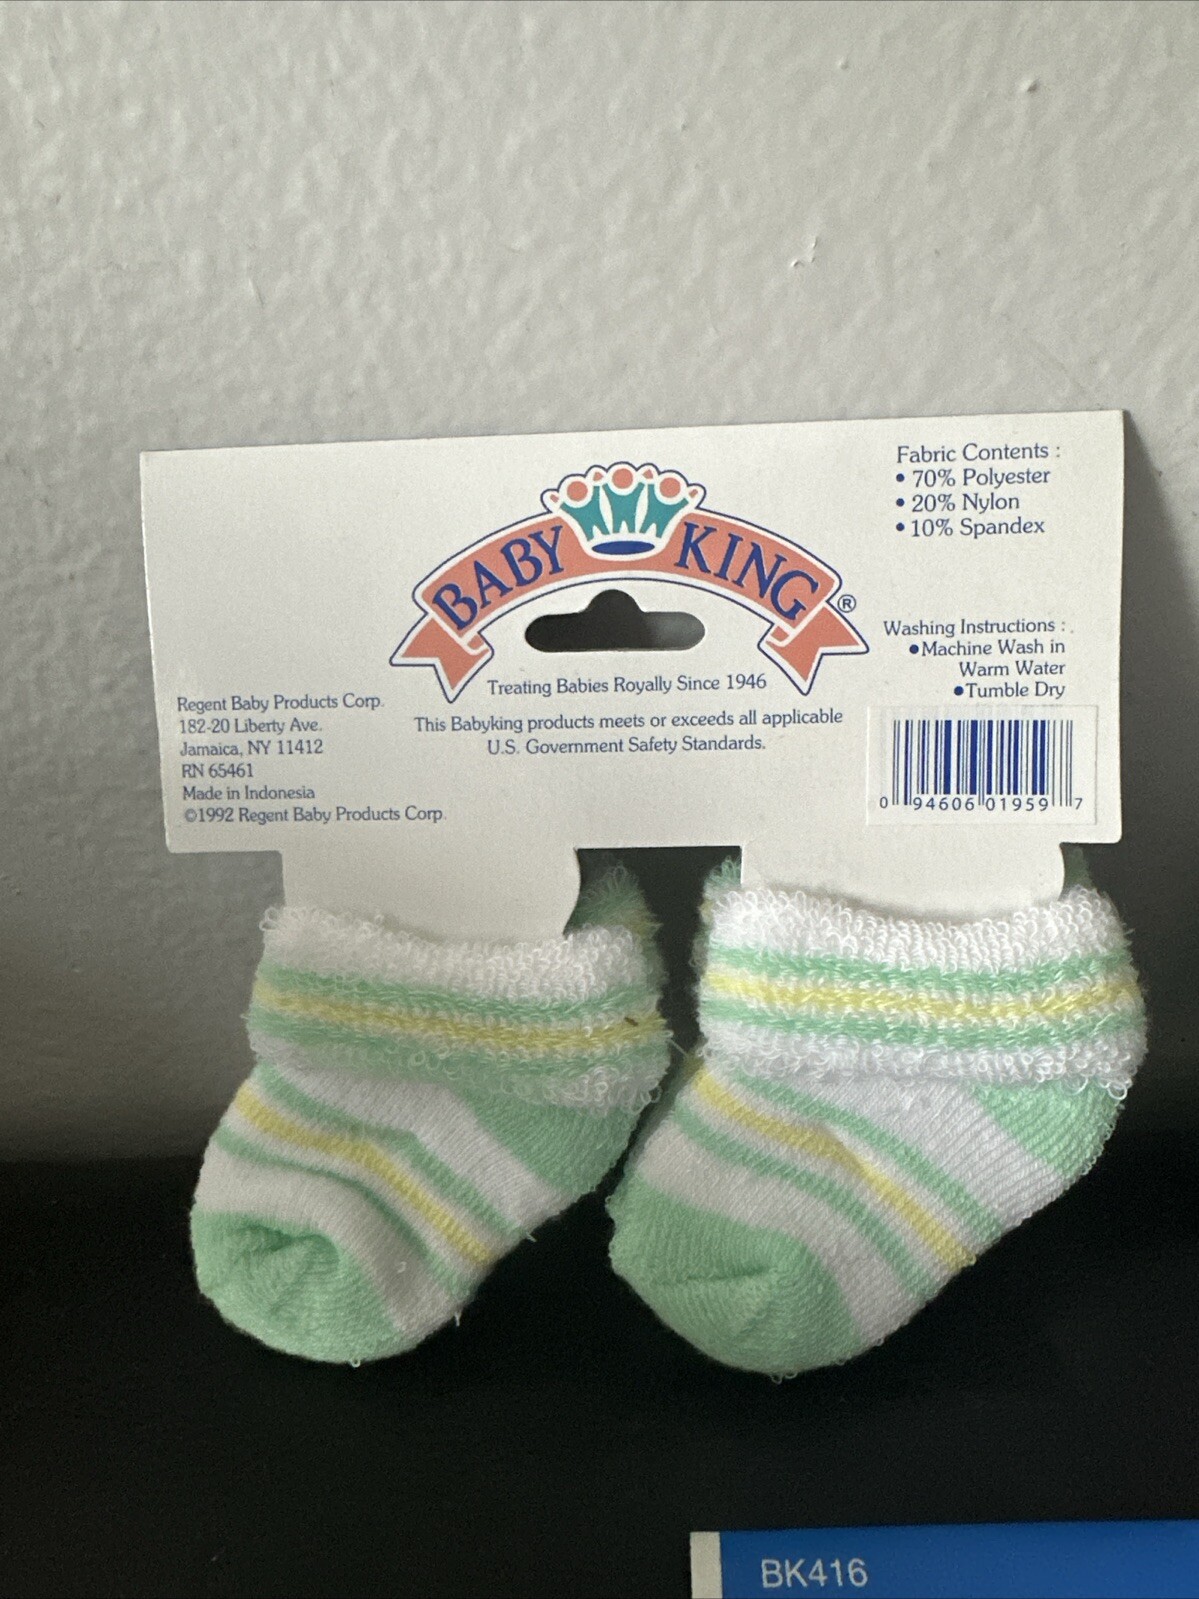 BABY KING ®
Treating Babies Royally Since 1946
This Babyking products meets or exceeds all applicable
U.S. Government Safety Standards.
Fabric Contents :
• 70% Polyester
• 20% Nylon
• 10% Spandex
Washing Instructions :
•Machine Wash in
Warm Water
•Tumble Dry
Regent Baby Products Corp.
182-20 Liberty Ave.
Jamaica, NY 11412
RN 65461
Made in Indonesia
©1992 Regent Baby Products Corp.
0 94606 01959 7
BK416